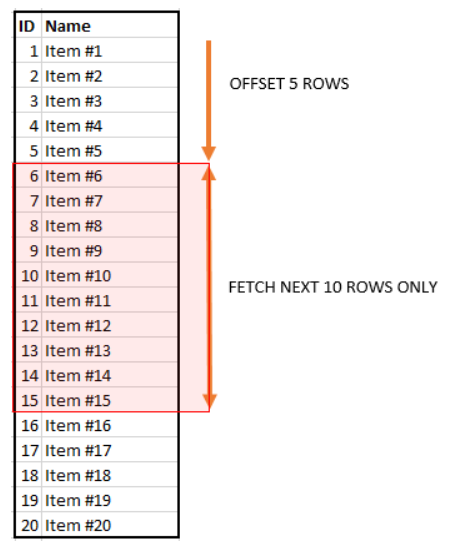 ID Name
1 Item #1
2 Item #2
3 Item #3
4 Item #4
5 Item #5
6 Item #6
7 Item #7
8 Item #8
9 Item #9
10 Item #10
11 Item #11
12 Item #12
13 Item #13
14 Item #14
15 Item #15
16 Item #16
17 Item #17
18 Item #18
19 Item #19
20 Item #20
OFFSET 5 ROWS
FETCH NEXT 10 ROWS ONLY